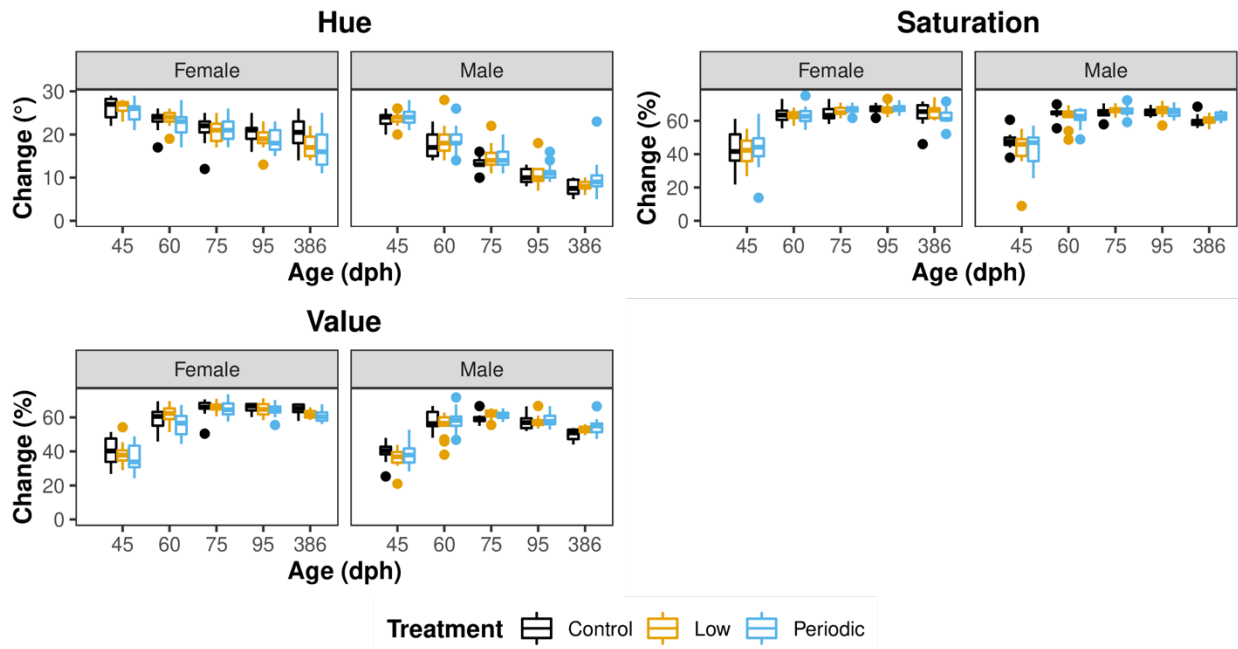 Hue
Female
Male
Change (°)
30
20
10
0
45 60 75 95 386
45 60 75 95 386
Age (dph)
Saturation
Female
Male
Change (%)
60
40
20
0
45 60 75 95 386
45 60 75 95 386
Age (dph)
Value
Female
Male
Change (%)
60
40
20
0
45 60 75 95 386
45 60 75 95 386
Age (dph)
Treatment Control Low Periodic